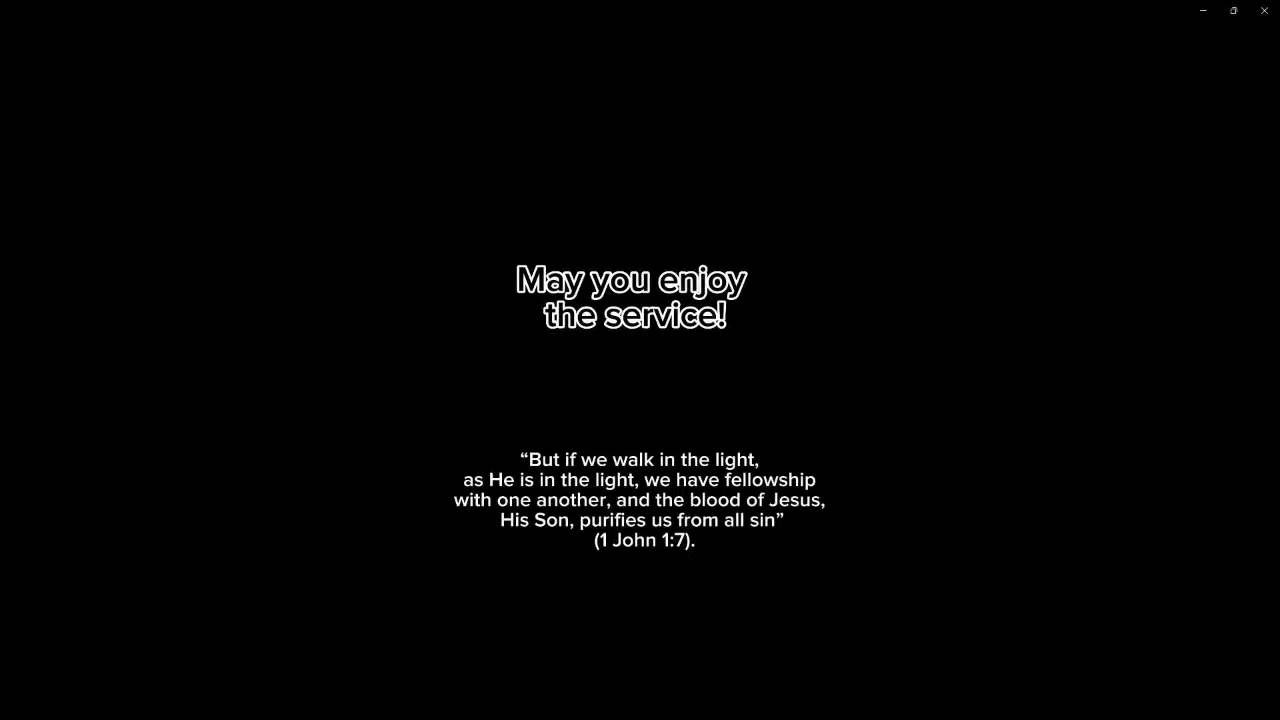 May you enjoy
the service!
“But if we walk in the light,
as He is in the light, we have fellowship
with one another, and the blood of Jesus,
His Son, purifies us from all sin”
(1 John 1:7).